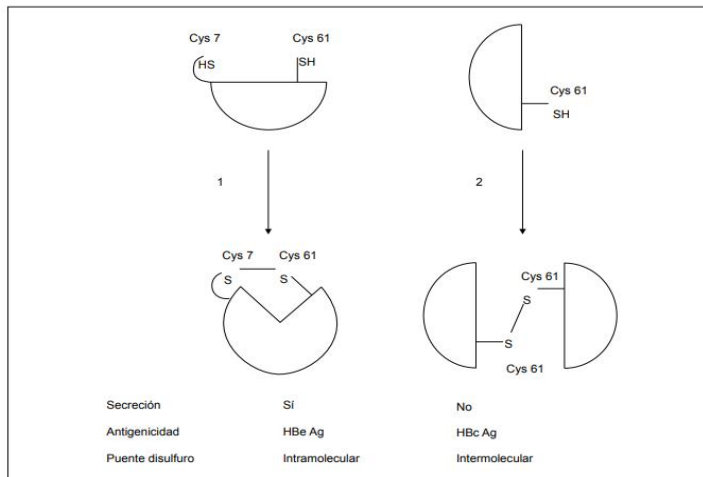 Cys 7 Cys 61 
HS SH
Cys 61
SH
1 2
Cys 7 Cys 61
S S
Cys 61
S
S
Cys 61
Secreción Sí No
Antigenicidad HBe Ag HBc Ag
Puente disulfuro Intramolecular Intermolecular